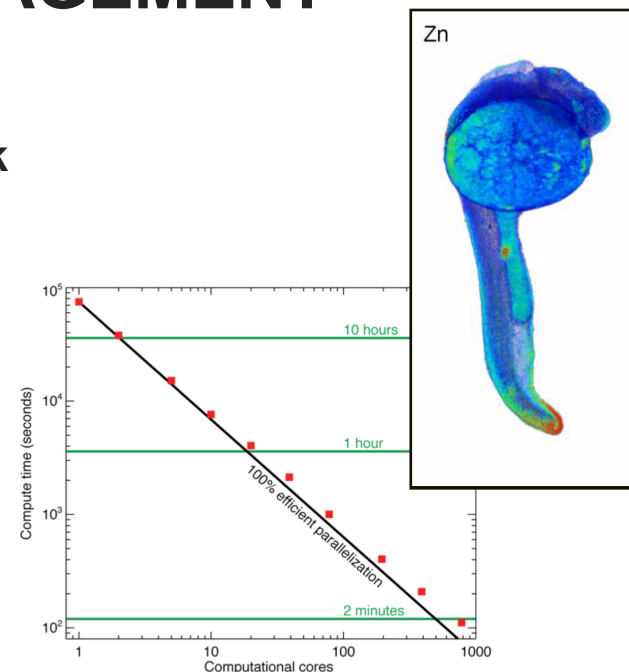 Zn
10⁵
10⁴
10³
10²
Compute time (seconds)
10 hours
1 hour
2 minutes
100% efficient parallelization
1
10
100
1000
Computational cores